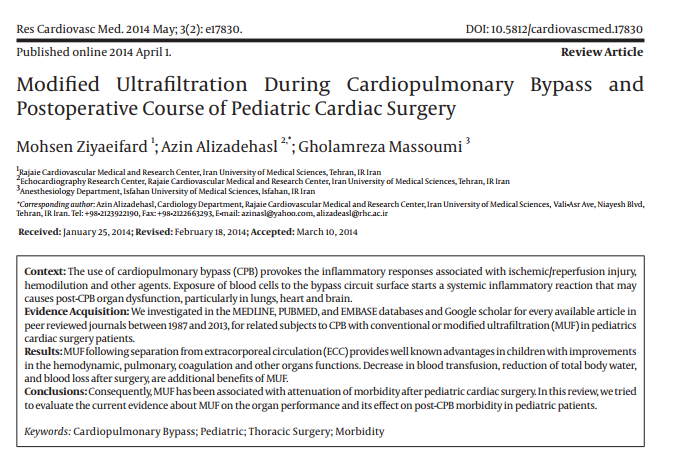 Res Cardiovasc Med. 2014 May; 3(2): e17830.
DOI: 10.5812/cardiovascmed.17830
Published online 2014 April 1.
Review Article
Modified Ultrafiltration During Cardiopulmonary Bypass and
Postoperative Course of Pediatric Cardiac Surgery
Mohsen Ziyaeifard 1; Azin Alizadehasl 2,*; Gholamreza Massoumi 3
1Rajaie Cardiovascular Medical and Research Center, Iran University of Medical Sciences, Tehran, IR Iran
2Echocardiography Research Center, Rajaie Cardiovascular Medical and Research Center, Iran University of Medical Sciences, Tehran, IR Iran
3Anesthesiology Department, Isfahan University of Medical Sciences, Isfahan, IR Iran
*Corresponding author: Azin Alizadehasl, Cardiology Department, Rajaie Cardiovascular Medical and Research Center, Iran University of Medical Sciences, Vali-Asr Ave, Niayesh Blvd,
Tehran, IR Iran. Tel: +98-2123922190, Fax: +98-2122663293, E-mail: azinasl@yahoo.com, alizadeasl@rhc.ac.ir
Received: January 25, 2014; Revised: February 18, 2014; Accepted: March 10, 2014
Context: The use of cardiopulmonary bypass (CPB) provokes the inflammatory responses associated with ischemic/reperfusion injury,
hemodilution and other agents. Exposure of blood cells to the bypass circuit surface starts a systemic inflammatory reaction that may
causes post-CPB organ dysfunction, particularly in lungs, heart and brain.
Evidence Acquisition: We investigated in the MEDLINE, PUBMED, and EMBASE databases and Google scholar for every available article in
peer reviewed journals between 1987 and 2013, for related subjects to CPB with conventional or modified ultrafiltration (MUF) in pediatrics
cardiac surgery patients.
Results: MUF following separation from extracorporeal circulation (ECC) provides well known advantages in children with improvements
in the hemodynamic, pulmonary, coagulation and other organs functions. Decrease in blood transfusion, reduction of total body water,
and blood loss after surgery, are additional benefits of MUF.
Conclusions: Consequently, MUF has been associated with attenuation of morbidity after pediatric cardiac surgery. In this review, we tried
to evaluate the current evidence about MUF on the organ performance and its effect on post-CPB morbidity in pediatric patients.
Keywords: Cardiopulmonary Bypass; Pediatric; Thoracic Surgery; Morbidity